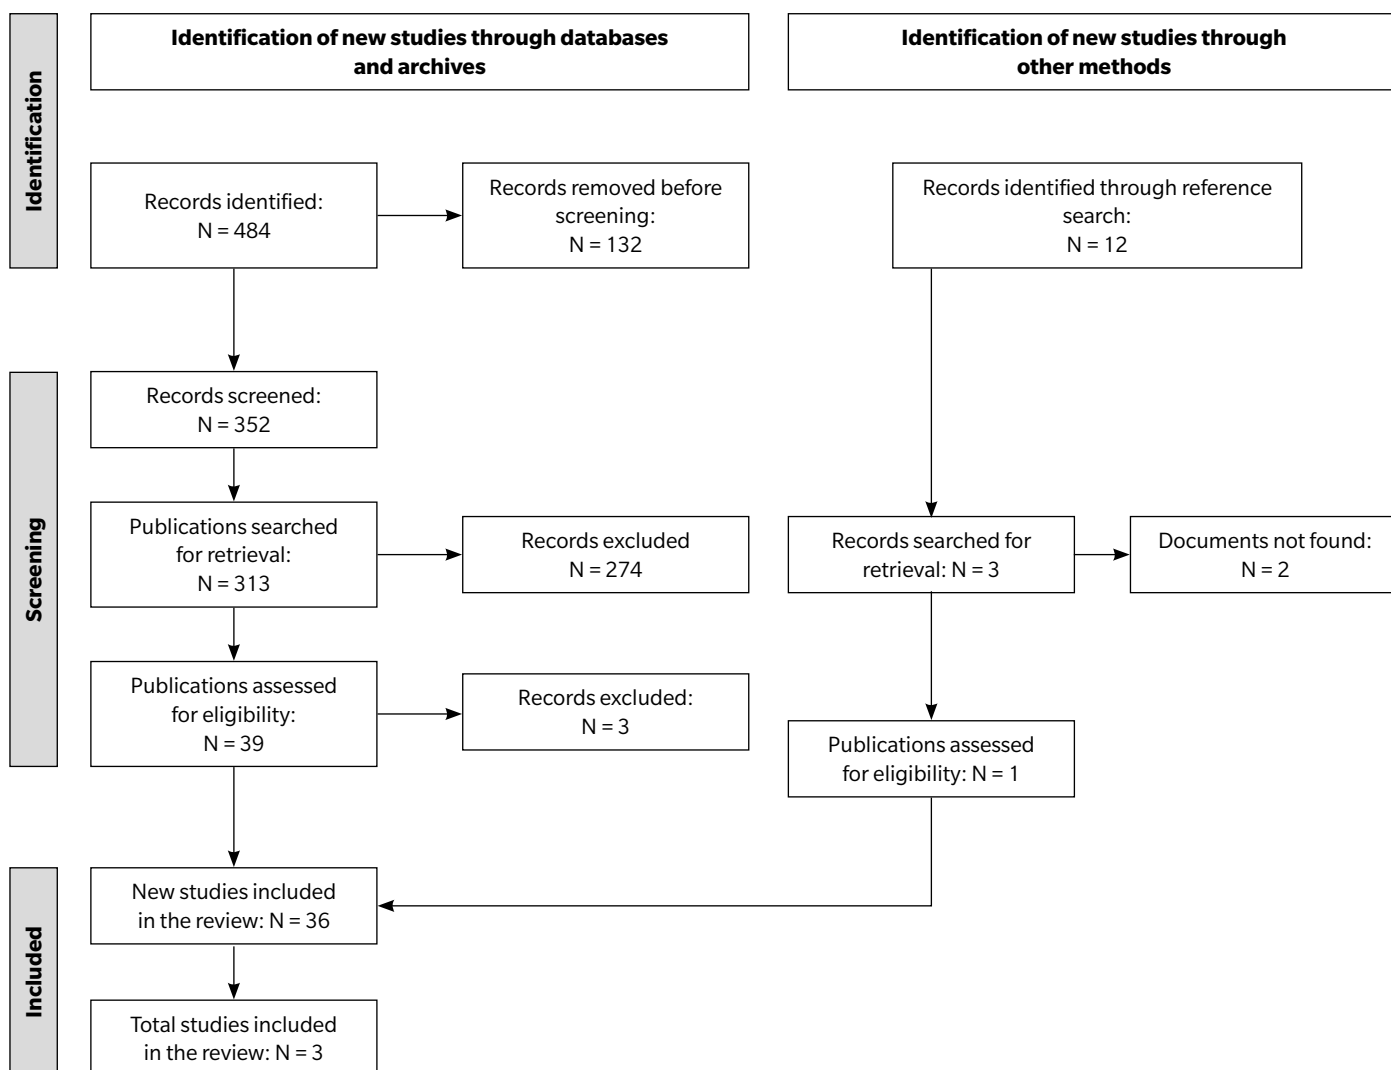 Identification
Identification of new studies through databases
and archives
Identification of new studies through
other methods
Records identified:
N = 484
Records removed before
screening:
N = 132
Records identified through reference
search:
N = 12
Screening
Records screened:
N = 352
Publications searched
for retrieval:
N = 313
Records excluded
N = 274
Records searched for
retrieval: N = 3
Documents not found:
N = 2
Publications assessed
for eligibility:
N = 39
Records excluded:
N = 3
Publications assessed
for eligibility: N = 1
Included
New studies included
in the review: N = 36
Total studies included
in the review: N = 3